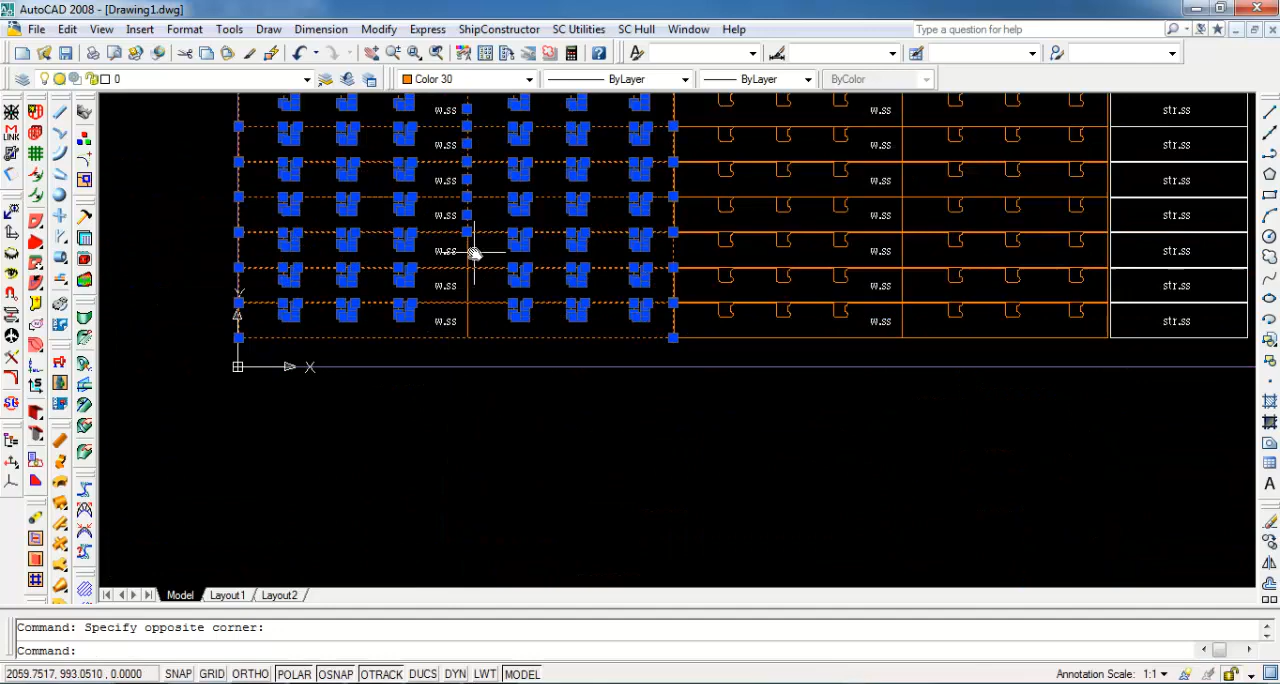 AutoCAD 2008 - [Drawing1.dwg]
File Edit View Insert Format Tools Draw Dimension Modify Express ShipConstructor SC Utilities SC Hull Window Help Type a question for help
0 Color 30 ByLayer ByLayer ByColor
M LINK
w.ss w.ss str.ss
w.ss w.ss str.ss
w.ss w.ss str.ss
w.ss w.ss str.ss
w.ss w.ss str.ss
w.ss w.ss str.ss
w.ss w.ss str.ss
X
Model Layout1 Layout2
Command: Specify opposite corner:
Command:
2059.7517, 993.0510, 0.0000 SNAP GRID ORTHO POLAR OSNAP OTRACK DUCS DYN LWT MODEL Annotation Scale: 1:1